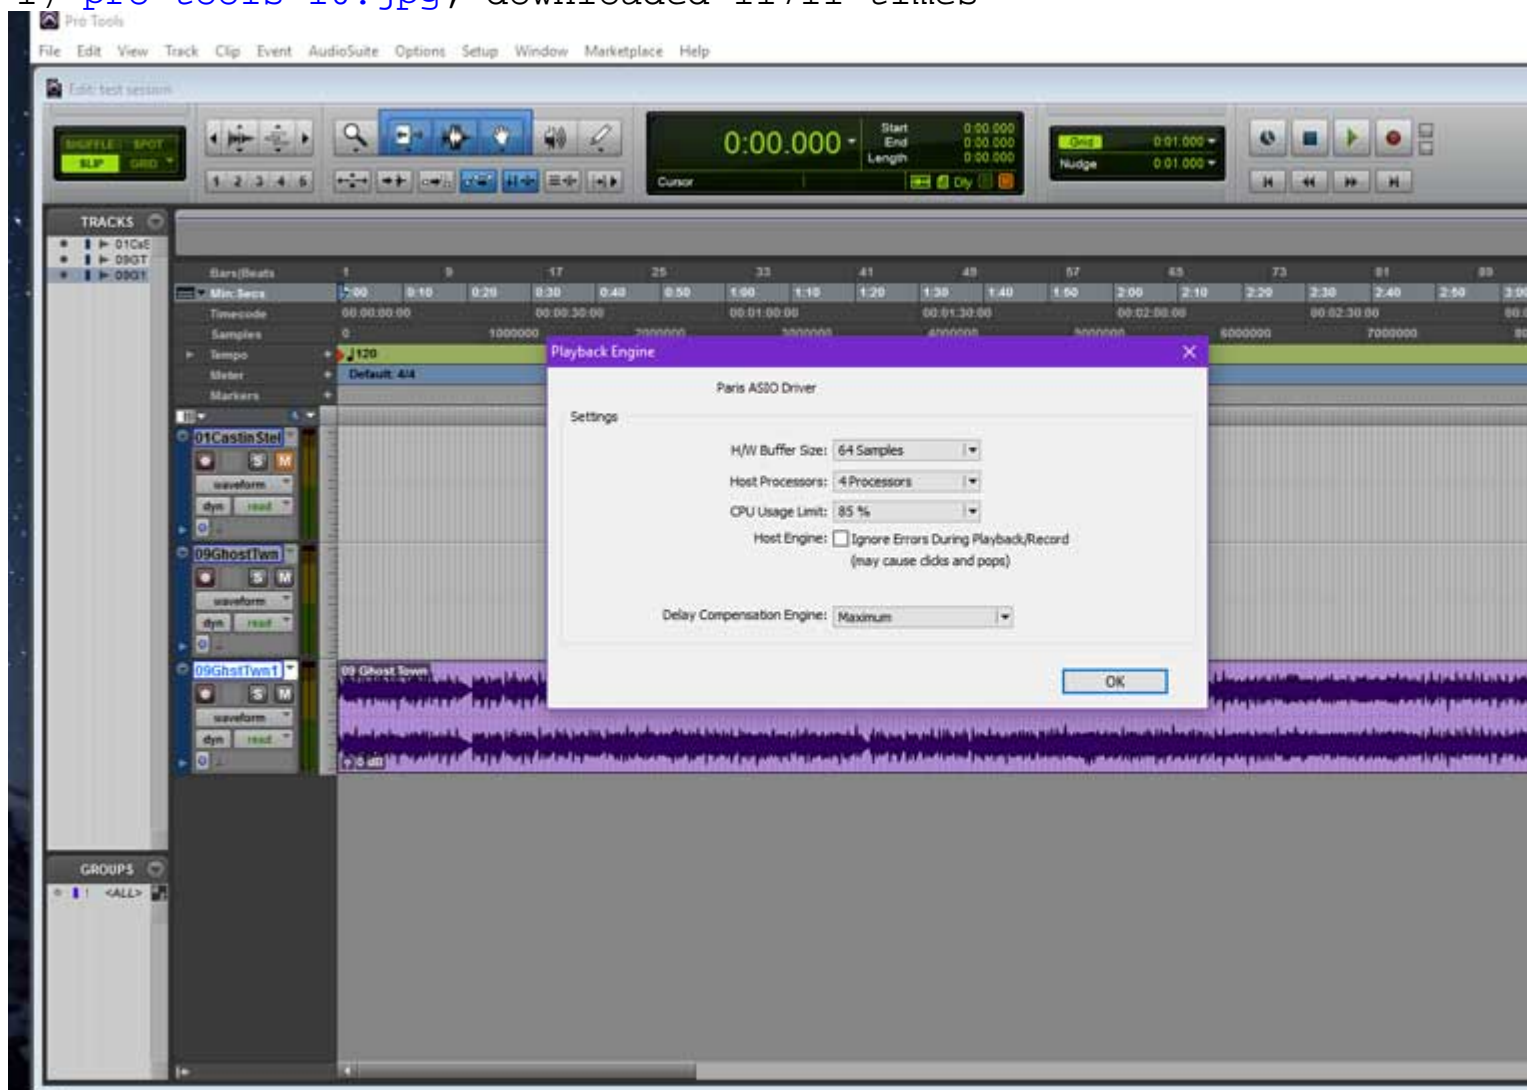 Pro Tools
File Edit View Track Clip Event AudioSuite Options Setup Window Marketplace Help
Edit: test session
SHUFFLE SPOT
SLIP GRID
1 2 3 4 5
0:00.000
Start 0:00.000
End 0:00.000
Length 0:00.000
Cursor
Dly
Grid 0:01.000
Nudge 0:01.000
TRACKS
Bars|Beats 1 9 17 25 33 41 49 57 65 73 81 89
Min:Secs 0:10 0:20 0:30 0:40 0:50 1:00 1:10 1:20 1:30 1:40 1:50 2:00 2:10 2:20 2:30 2:40 2:50
Timecode 00:00:00:00 00:00:30:00 00:01:00:00 00:01:30:00 00:02:00:00 00:02:30:00
Samples 0 1000000 2000000 3000000 4000000 5000000 6000000 7000000
Tempo 120
Meter Default: 4/4
Markers
Playback Engine
Paris ASIO Driver
Settings
H/W Buffer Size: 64 Samples
Host Processors: 4 Processors
CPU Usage Limit: 85 %
Host Engine: Ignore Errors During Playback/Record
(may cause clicks and pops)
Delay Compensation Engine: Maximum
OK
01CastinStel
S M
waveform
dyn read
09GhostTwn
S M
waveform
dyn read
09GhstTwn1
S M
waveform
dyn read
09 Ghost Town
0 dB
GROUPS
! <ALL>